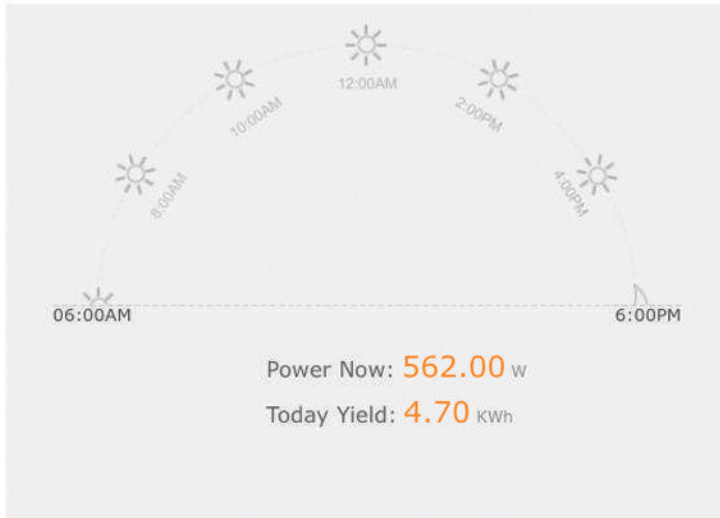 12:00AM
10:00AM
2:00PM
8:00AM
4:00PM
06:00AM
6:00PM
Power Now: 562.00 W
Today Yield: 4.70 KWh